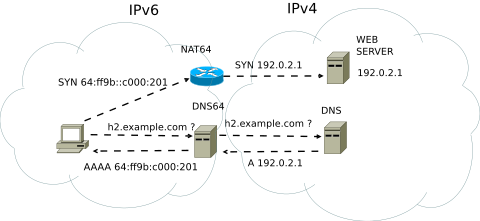 IPv6
IPv4
NAT64
WEB
SERVER
SYN 192.0.2.1
192.0.2.1
SYN 64:ff9b::c000:201
DNS64
DNS
h2.example.com ?
h2.example.com ?
AAAA 64:ff9b:c000:201
A 192.0.2.1